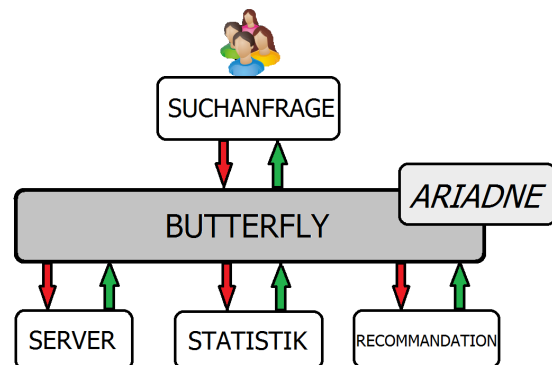 SUCHANFRAGE
ARIADNE
BUTTERFLY
SERVER
STATISTIK
RECOMMANDATION